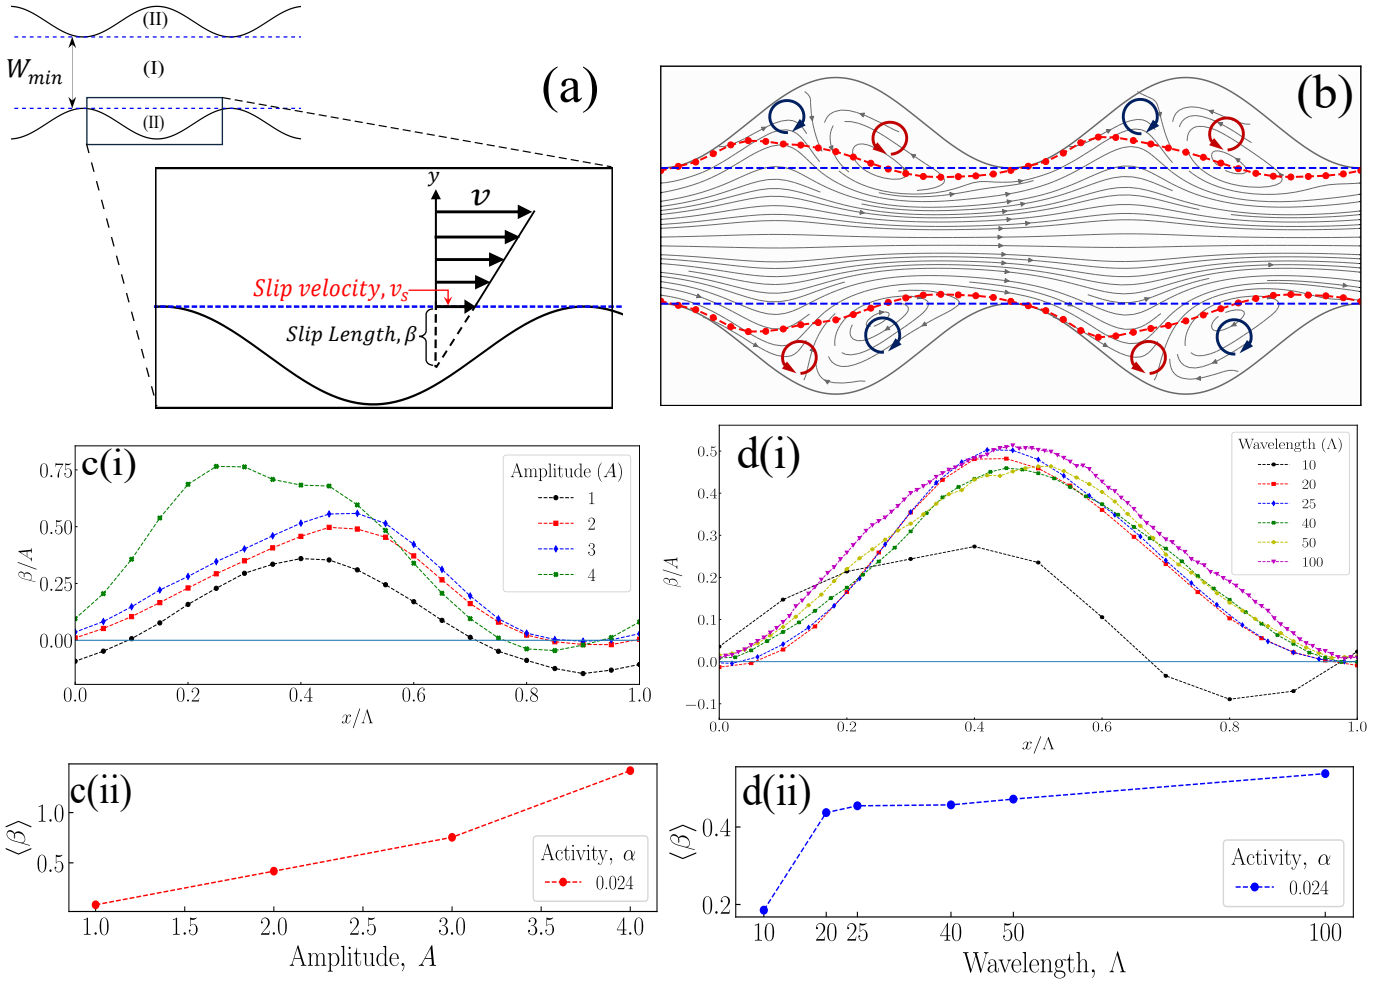 (II)
W_min
(I)
(II)
(a)
y
v
Slip velocity, v_s
Slip Length, β
(b)
c(i)
β/A
0.75
0.50
0.25
0.00
Amplitude (A)
1
2
3
4
0.0 0.2 0.4 0.6 0.8 1.0
x/Λ
d(i)
β/A
0.5
0.4
0.3
0.2
0.1
0.0
−0.1
Wavelength (Λ)
10
20
25
40
50
100
0.0 0.2 0.4 0.6 0.8 1.0
x/Λ
c(ii)
⟨β⟩
1.0
0.5
Activity, α
0.024
1.0 1.5 2.0 2.5 3.0 3.5 4.0
Amplitude, A
d(ii)
⟨β⟩
0.4
0.2
Activity, α
0.024
10 20 25 40 50 100
Wavelength, Λ